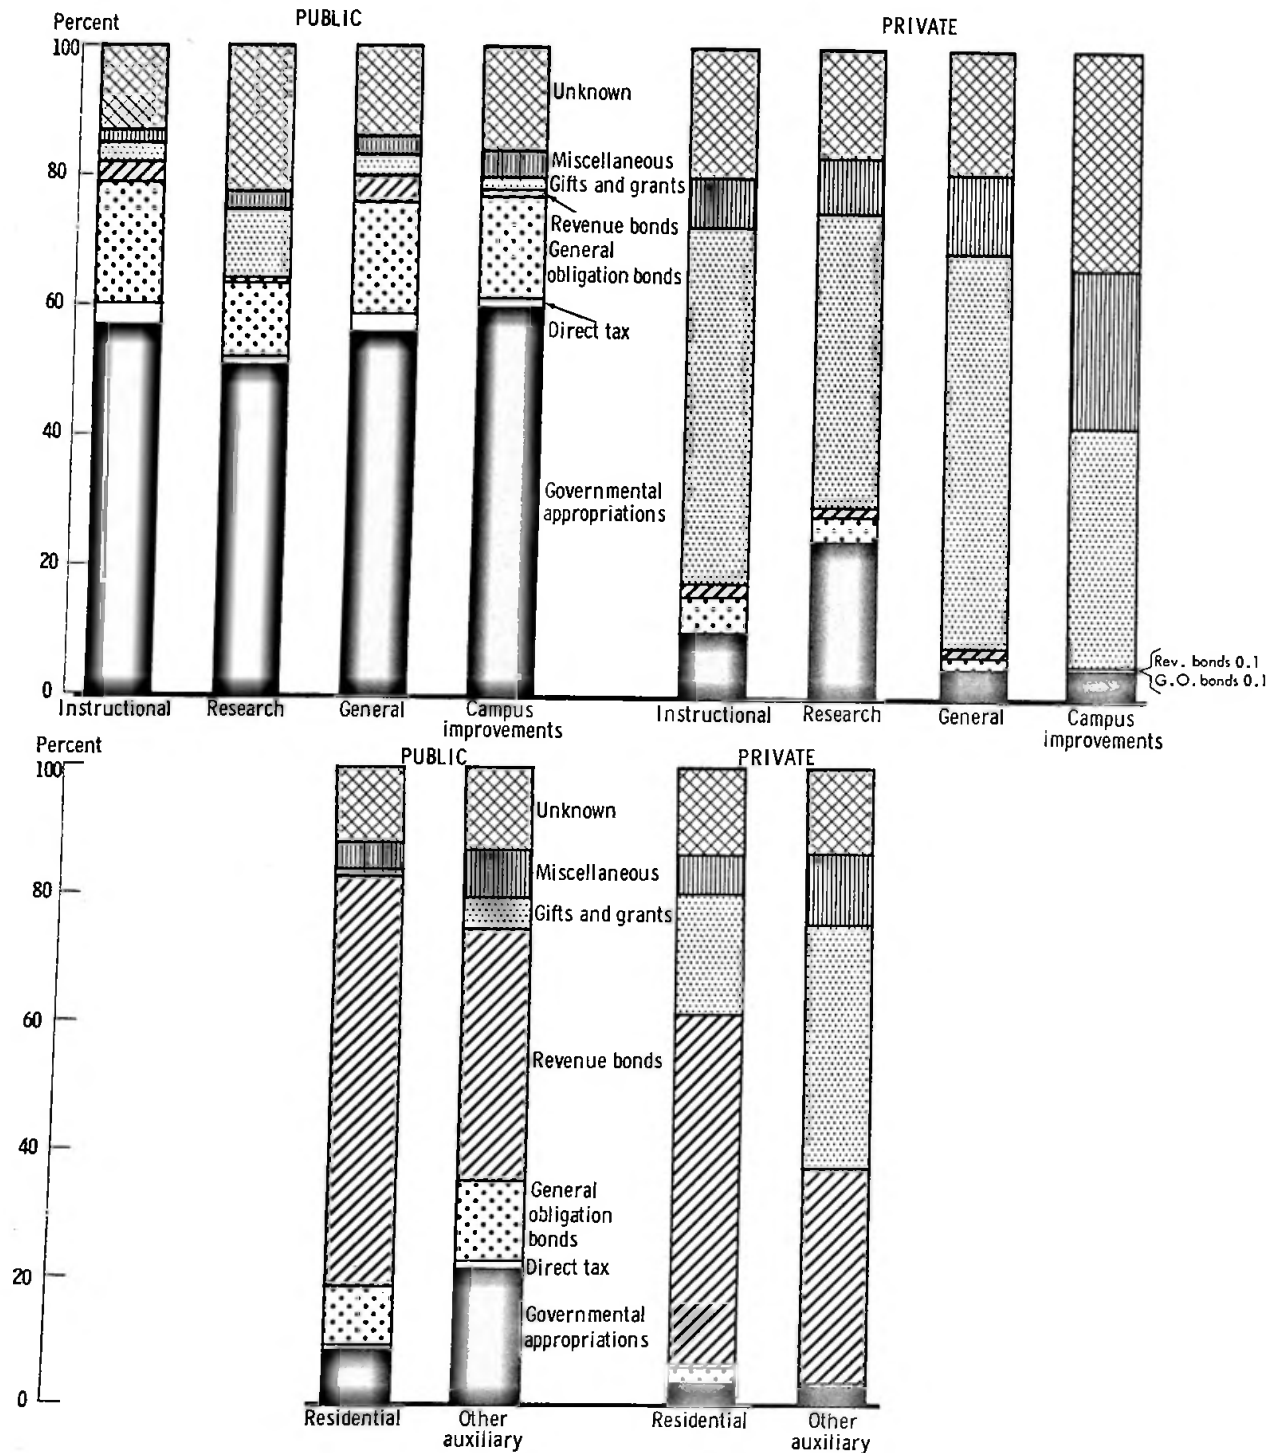 PUBLIC
PRIVATE
Percent
100
80
60
40
20
0
Unknown
Miscellaneous
Gifts and grants
Revenue bonds
General
obligation bonds
Direct tax
Governmental
appropriations
Rev. bonds 0.1
G.O. bonds 0.1
Instructional
Research
General
Campus
improvements
Instructional
Research
General
Campus
improvements
Percent
PUBLIC
PRIVATE
100
80
60
40
20
0
Unknown
Miscellaneous
Gifts and grants
Revenue bonds
General
obligation
bonds
Direct tax
Governmental
appropriations
Residential
Other
auxiliary
Residential
Other
auxiliary